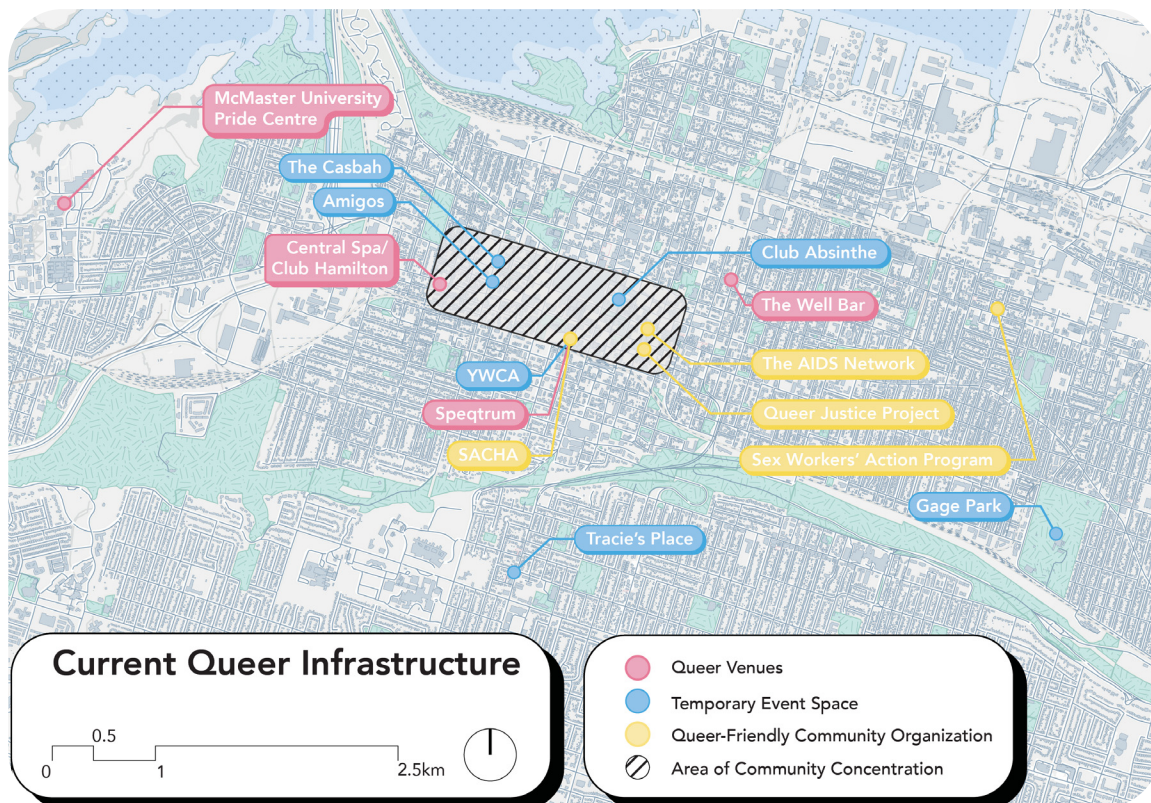 McMaster University
Pride Centre
The Casbah
Amigos
Central Spa/
Club Hamilton
Club Absinthe
The Well Bar
The AIDS Network
YWCA
Speqtrum
Queer Justice Project
SACHA
Sex Workers' Action Program
Gage Park
Tracie's Place
Current Queer Infrastructure
0.5
0
1
2.5km
Queer Venues
Temporary Event Space
Queer-Friendly Community Organization
Area of Community Concentration